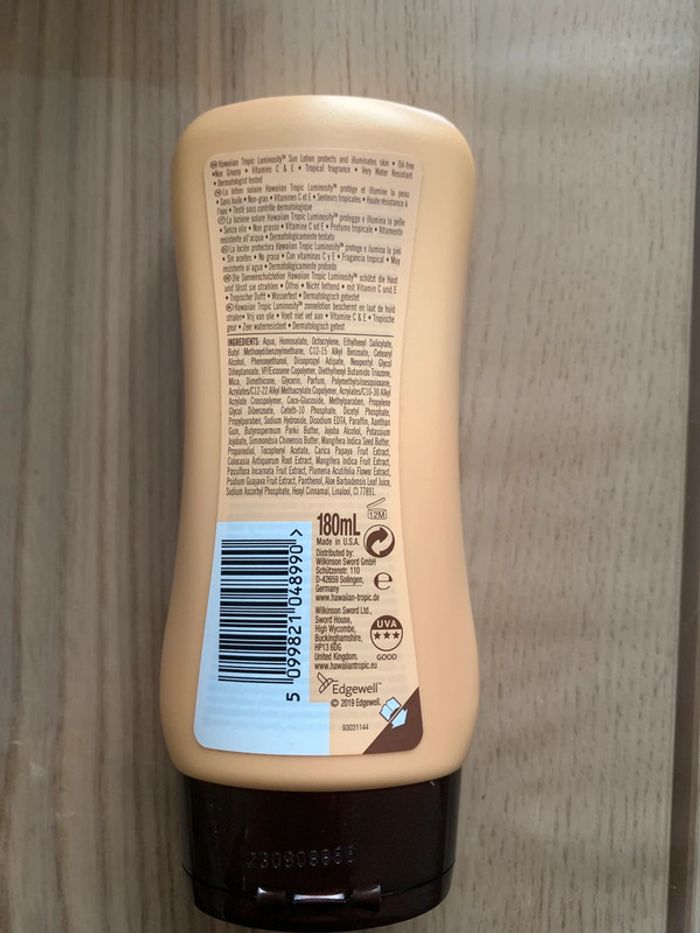 Hawaiian Tropic Luminosity™ Sun Lotion protects and illuminates skin • Oil-free
•Non Greasy • Vitamins C & E • Tropical fragrance • Very Water Resistant
• Dermatologist tested
La lotion solaire Hawaiian Tropic Luminosity™ protège et illumine la peau
• Sans huile • Non-gras • Vitamines C et E • Senteurs tropicales • Haute résistance à
l'eau • Testé sous contrôle dermatologique
La lozione solare Hawaiian Tropic Luminosity™ protegge e illumina la pelle
• Senza olio • Non grasso • Vitamine C ed E • Profumo tropicale • Altamente
resistente all'acqua • Dermatologicamente testato
La loción protectora Hawaiian Tropic Luminosity™ protege e ilumina la piel
• Sin aceites • No grasa • Con vitaminas C y E • Fragancia tropical • Muy
resistente al agua • Dermatológicamente probado
Die Sonnenschutzlotion Hawaiian Tropic Luminosity™ schützt die Haut
und lässt sie strahlen • Ölfrei • Nicht fettend • mit Vitamin C und E
• Tropischer Duft • Wasserfest • Dermatologisch getestet
Hawaiian Tropic Luminosity™ zonnelotion beschermt en laat de huid
stralen• Vrij van olie • Voelt niet vet aan • Vitamine C & E • Tropische
geur • Zeer waterresistent • Dermatologisch getest
INGREDIENTS: Aqua, Homosalate, Octocrylene, Ethylhexyl Salicylate,
Butyl Methoxydibenzoylmethane, C12-15 Alkyl Benzoate, Cetearyl
Alcohol, Phenoxyethanol, Diisopropyl Adipate, Neopentyl Glycol
Diheptanoate, VP/Eicosene Copolymer, Diethylhexyl Butamido Triazone,
Mica, Dimethicone, Glycerin, Parfum, Polymethylsilsesquioxane,
Acrylates/C12-22 Alkyl Methacrylate Copolymer, Acrylates/C10-30 Alkyl
Acrylate Crosspolymer, Coco-Glucoside, Methylparaben, Propylene
Glycol Dibenzoate, Ceteth-10 Phosphate, Dicetyl Phosphate,
Propylparaben, Sodium Hydroxide, Disodium EDTA, Paraffin, Xanthan
Gum, Butyrospermum Parkii Butter, Jojoba Alcohol, Potassium
Jojobate, Simmondsia Chinensis Butter, Mangifera Indica Seed Butter,
Propanediol, Tocopheryl Acetate, Carica Papaya Fruit Extract,
Colocasia Antiquorum Root Extract, Mangifera Indica Fruit Extract,
Passiflora Incarnata Fruit Extract, Plumeria Acutifolia Flower Extract,
Psidium Guajava Fruit Extract, Panthenol, Aloe Barbadensis Leaf Juice,
Sodium Ascorbyl Phosphate, Hexyl Cinnamal, Linalool, CI 77891.
12M
180mL
Made in U.S.A.
Distributed by:
Wilkinson Sword GmbH
Schützenstr. 110
D-42659 Solingen,
Germany
www.hawaiian-tropic.de
e
Wilkinson Sword Ltd.,
Sword House,
High Wycombe,
Buckinghamshire,
HP13 6DG
United Kingdom.
www.hawaiiantropic.eu
UVA
GOOD
Edgewell™
© 2019 Edgewell.
93031144
5 099821 048990 >